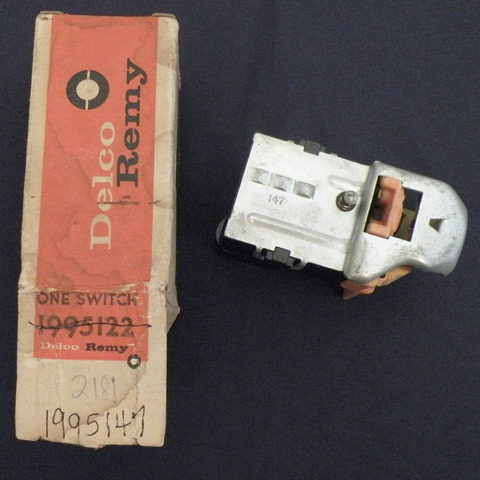 Delco
Remy
ONE SWITCH
1995122
Delco Remy
2181
1995147
147